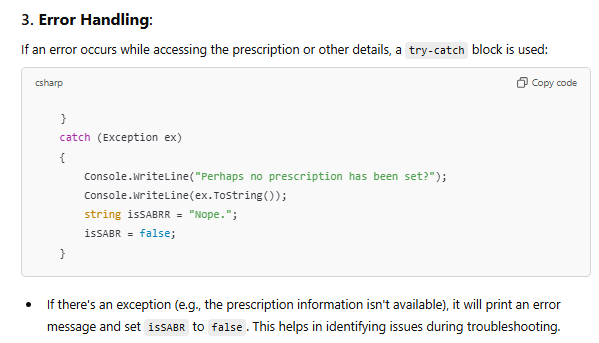 3. Error Handling:
If an error occurs while accessing the prescription or other details, a try-catch block is used:
csharp
Copy code
}
catch (Exception ex)
{
Console.WriteLine("Perhaps no prescription has been set?");
Console.WriteLine(ex.ToString());
string isSABRR = "Nope.";
isSABR = false;
}
• If there's an exception (e.g., the prescription information isn't available), it will print an error
message and set isSABR to false. This helps in identifying issues during troubleshooting.